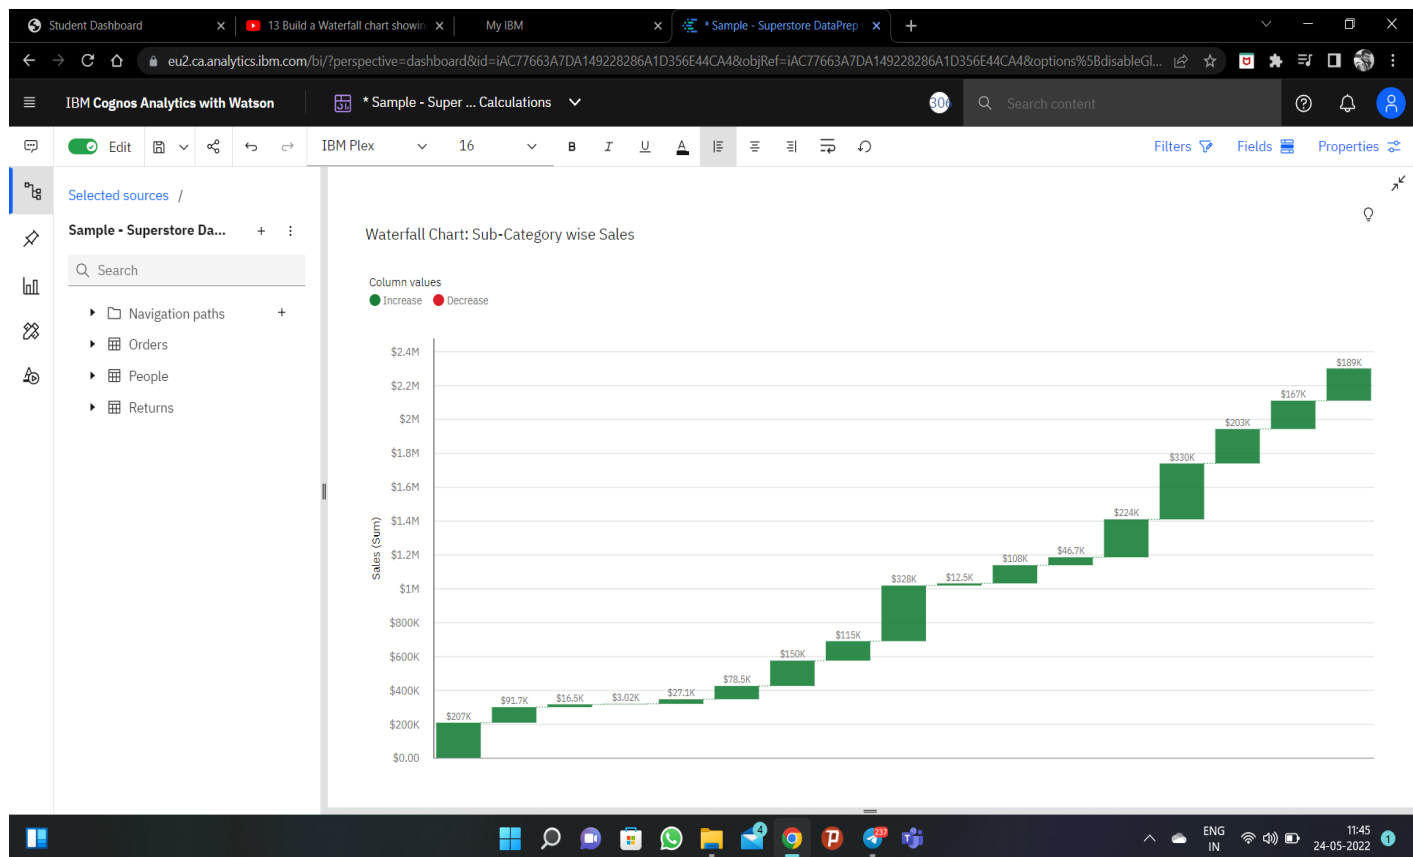 Student Dashboard
13 Build a Waterfall chart showin
My IBM
* Sample - Superstore DataPrep
eu2.ca.analytics.ibm.com/bi/?perspective=dashboard&id=iAC77663A7DA149228286A1D356E44CA4&objRef=iAC77663A7DA149228286A1D356E44CA4&options%5BdisableGl...
IBM Cognos Analytics with Watson
* Sample - Super ... Calculations
306
Search content
Edit
IBM Plex
16
B I U A
Filters
Fields
Properties
Selected sources /
Sample - Superstore Da...
Search
Navigation paths
Orders
People
Returns
Waterfall Chart: Sub-Category wise Sales
Column values
Increase Decrease
Sales (Sum)
$2.4M
$2.2M
$2M
$1.8M
$1.6M
$1.4M
$1.2M
$1M
$800K
$600K
$400K
$200K
$0.00
$207K
$91.7K
$16.5K
$3.02K
$27.1K
$78.5K
$150K
$115K
$328K
$12.5K
$108K
$46.7K
$224K
$330K
$203K
$167K
$189K
4
237
ENG
IN
11:45
24-05-2022
1